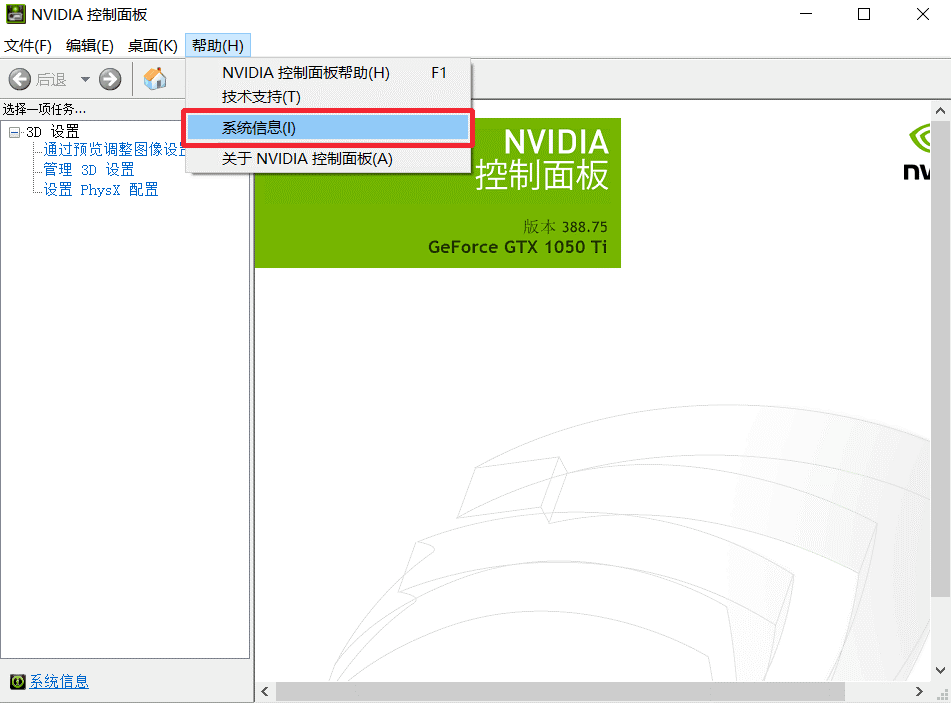 NVIDIA 控制面板
文件(F) 编辑(E) 桌面(K) 帮助(H)
后退
NVIDIA 控制面板帮助(H) F1
技术支持(T)
系统信息(I)
关于 NVIDIA 控制面板(A)
选择一项任务...
3D 设置
通过预览调整图像设置
管理 3D 设置
设置 PhysX 配置
NVIDIA
控制面板
版本 388.75
GeForce GTX 1050 Ti
nv
系统信息